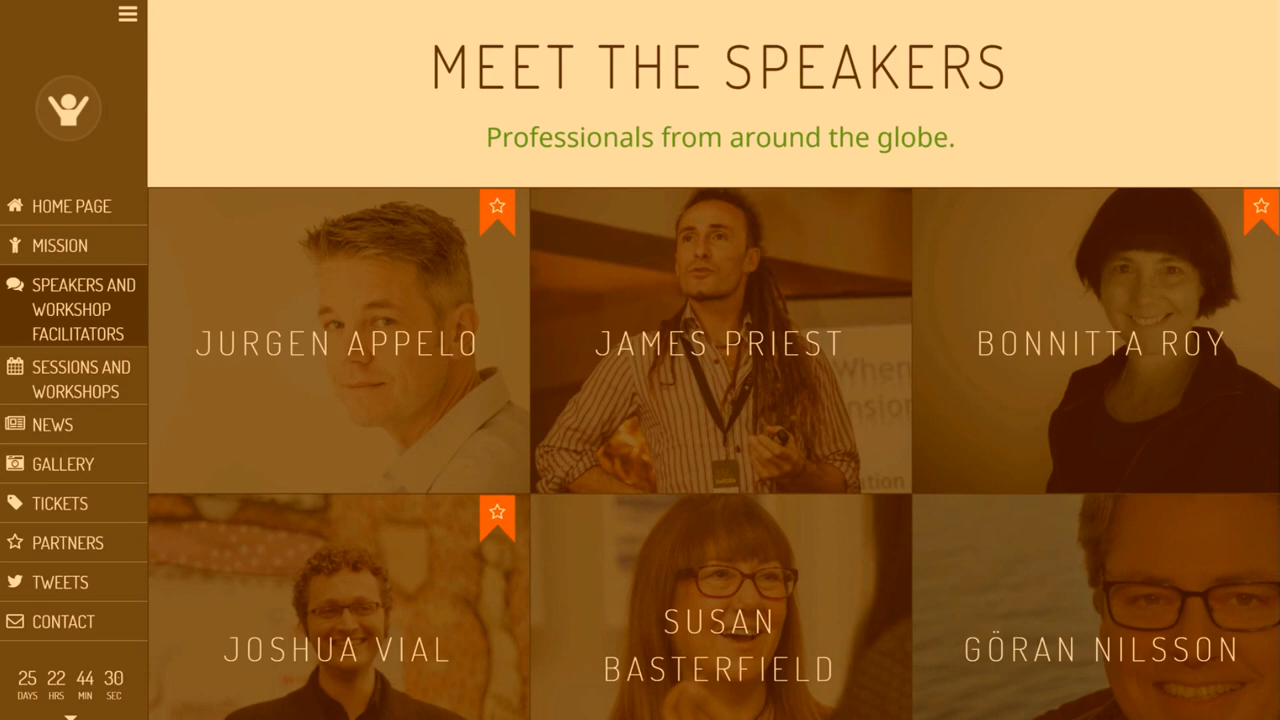 MEET THE SPEAKERS
Professionals from around the globe.
HOME PAGE
MISSION
SPEAKERS AND
WORKSHOP
FACILITATORS
SESSIONS AND
WORKSHOPS
NEWS
GALLERY
TICKETS
PARTNERS
TWEETS
CONTACT
25 22 44 30
DAYS HRS MIN SEC
JURGEN APPELO
JAMES PRIEST
BONNITTA ROY
JOSHUA VIAL
SUSAN
BASTERFIELD
GÖRAN NILSSON